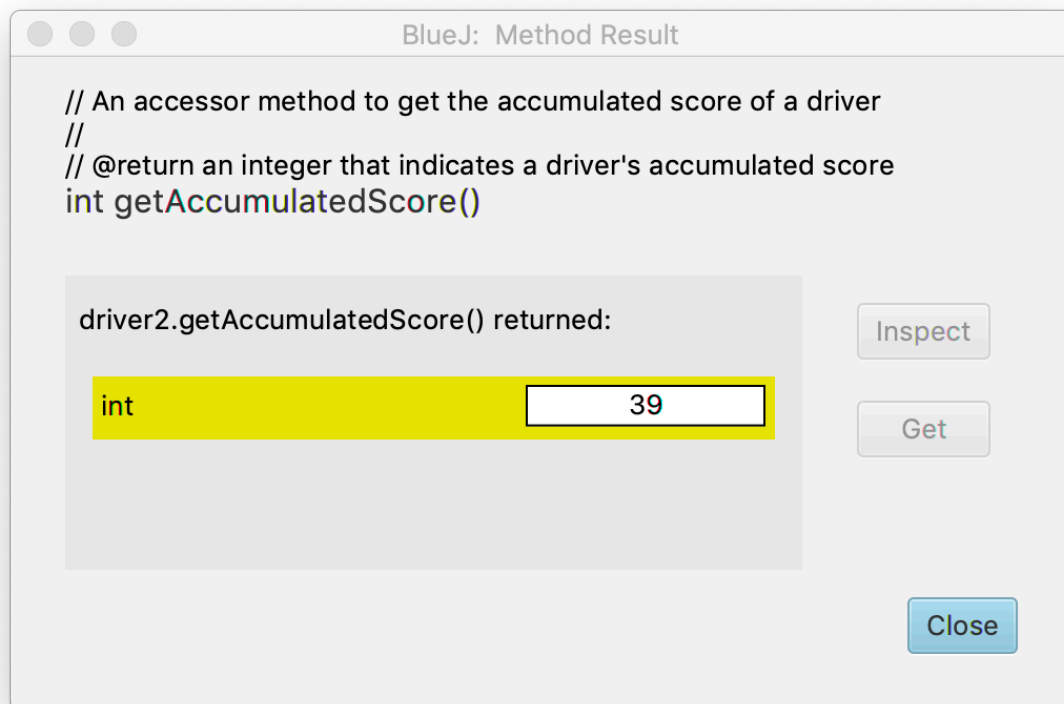 BlueJ: Method Result
// An accessor method to get the accumulated score of a driver
//
// @return an integer that indicates a driver's accumulated score
int getAccumulatedScore()
driver2.getAccumulatedScore() returned:
Inspect
int 39
Get
Close